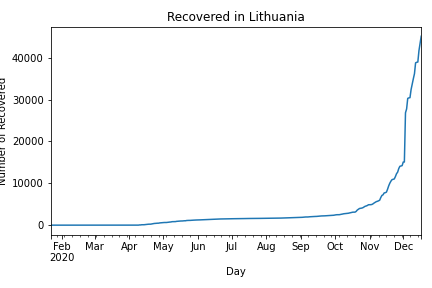 Recovered in Lithuania
Number of Recovered
40000
30000
20000
10000
0
Feb Mar Apr May Jun Jul Aug Sep Oct Nov Dec
2020
Day